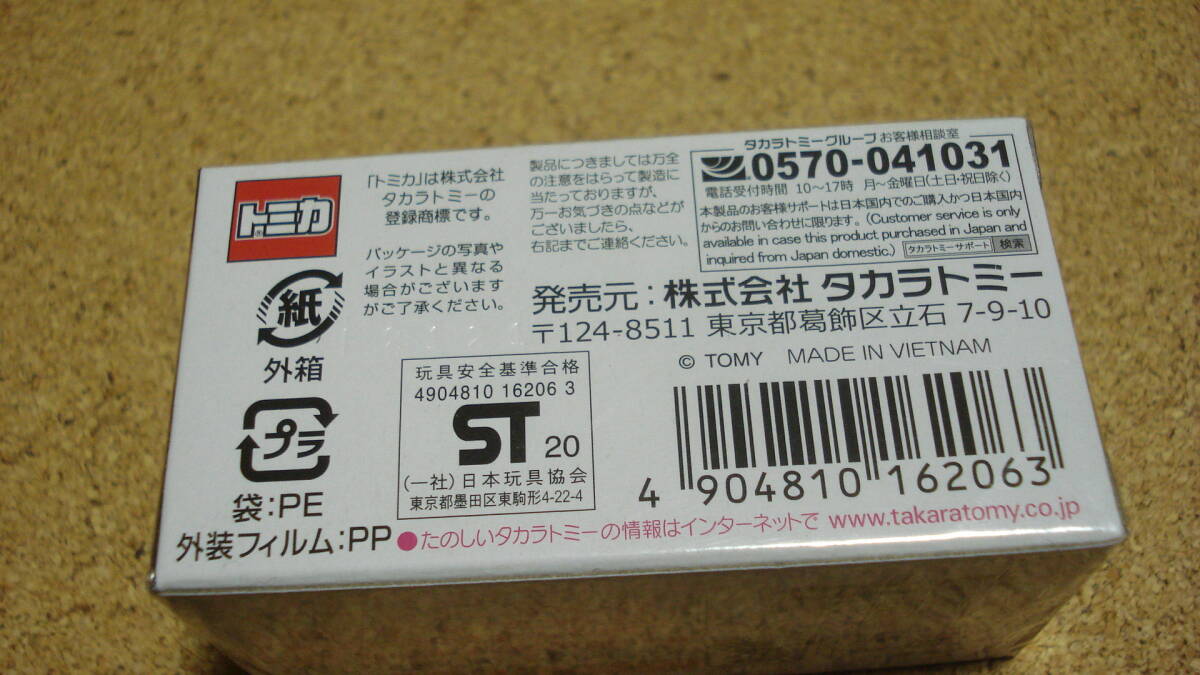 トミカ
®
「トミカ」は株式会社
タカラトミーの
登録商標です。
パッケージの写真や
イラストと異なる
場合がございます
がご了承ください。
製品につきましては万全
の注意をはらって製造に
当たっておりますが、
万一お気づきの点などが
ございましたら、
右記までご連絡ください。
タカラトミーグループ お客様相談室
0570-041031
電話受付時間 10〜17時 月〜金曜日(土日・祝日除く)
本製品のお客様サポートは日本国内でのご購入かつ日本国内
からのお問い合わせに限ります。(Customer service is only
available in case this product purchased in Japan and
inquired from Japan domestic.) タカラトミーサポート 検索
発売元:株式会社 タカラトミー
〒124-8511 東京都葛飾区立石 7-9-10
© TOMY MADE IN VIETNAM
紙
外箱
プラ
袋:PE
外装フィルム:PP
玩具安全基準合格
4904810 16206 3
ST 20
(一社)日本玩具協会
東京都墨田区東駒形4-22-4
4 904810 162063
●たのしいタカラトミーの情報はインターネットで www.takaratomy.co.jp